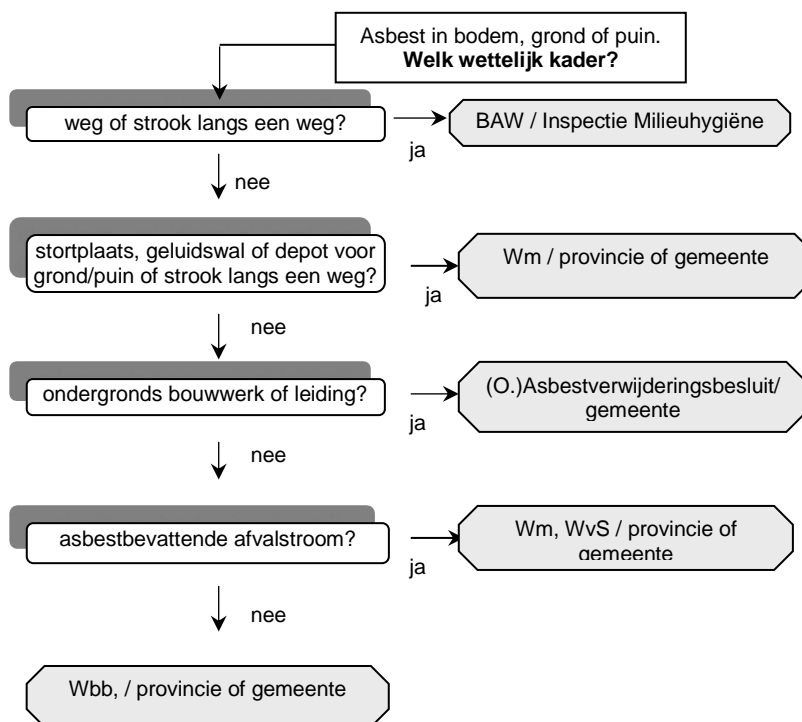 Asbest in bodem, grond of puin.
Welk wettelijk kader?
weg of strook langs een weg?
ja
BAW / Inspectie Milieuhygiëne
nee
stortplaats, geluidswal of depot voor
grond/puin of strook langs een weg?
ja
Wm / provincie of gemeente
nee
ondergronds bouwwerk of leiding?
ja
(O.)Asbestverwijderingsbesluit/
gemeente
nee
asbestbevattende afvalstroom?
ja
Wm, WvS / provincie of
gemeente
nee
Wbb, / provincie of gemeente